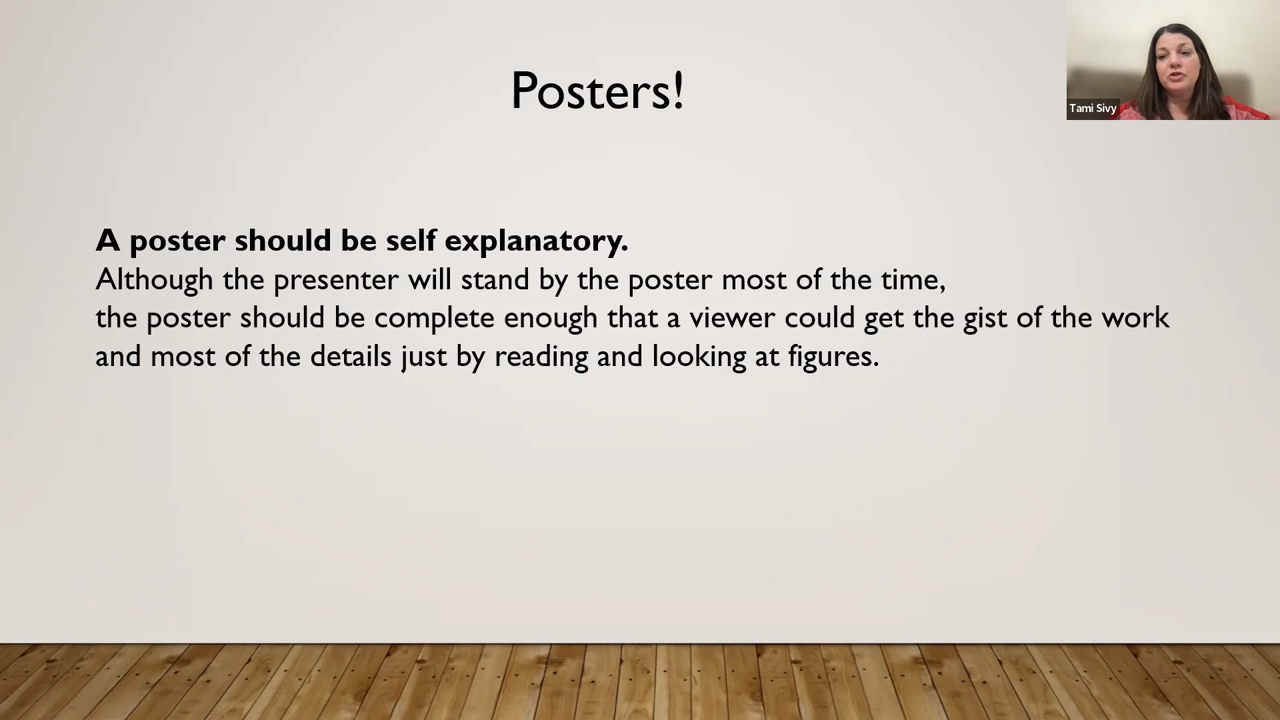 Posters!
Tami Sivy
A poster should be self explanatory.
Although the presenter will stand by the poster most of the time,
the poster should be complete enough that a viewer could get the gist of the work
and most of the details just by reading and looking at figures.